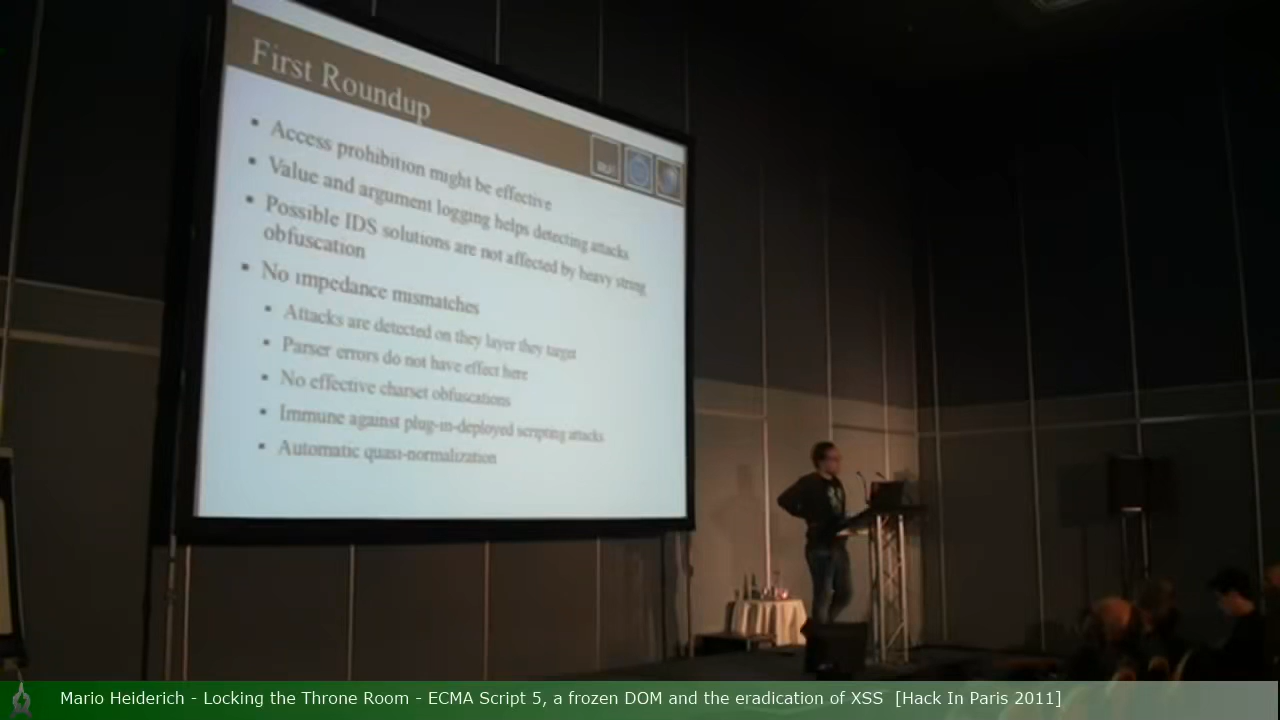 First Roundup
Access prohibition might be effective
Value and argument logging helps detecting attacks
Possible IDS solutions are not affected by heavy string
obfuscation
No impedance mismatches
Attacks are detected on they layer they target
Parser errors do not have effect here
No effective charset obfuscations
Immune against plug-in-deployed scripting attacks
Automatic quasi-normalization
Mario Heiderich - Locking the Throne Room - ECMA Script 5, a frozen DOM and the eradication of XSS [Hack In Paris 2011]